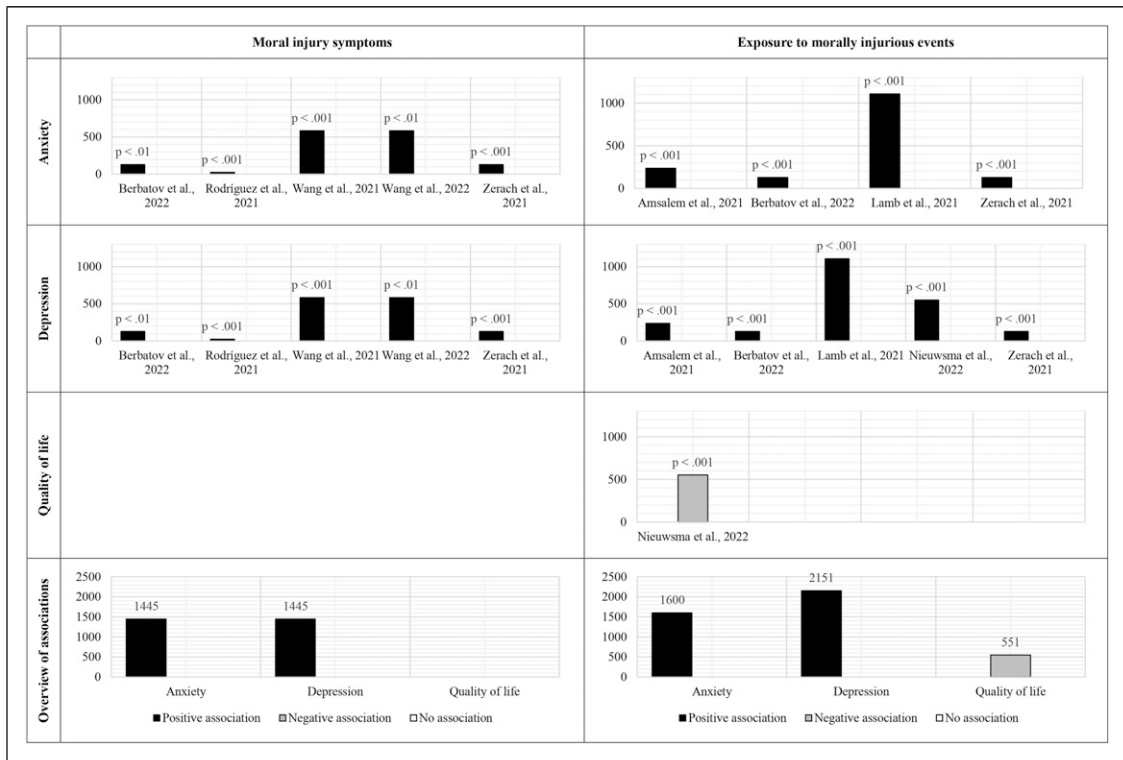 Moral injury symptoms
Exposure to morally injurious events
Anxiety
1000
500
0
p < .01
p < .001
p < .001
p < .01
p < .001
Berbatov et al., 2022
Rodríguez et al., 2021
Wang et al., 2021
Wang et al., 2022
Zerach et al., 2021
1000
500
0
p < .001
p < .001
p < .001
p < .001
Amsalem et al., 2021
Berbatov et al., 2022
Lamb et al., 2021
Zerach et al., 2021
Depression
1000
500
0
p < .01
p < .001
p < .001
p < .01
p < .001
Berbatov et al., 2022
Rodríguez et al., 2021
Wang et al., 2021
Wang et al., 2022
Zerach et al., 2021
1000
500
0
p < .001
p < .001
p < .001
p < .001
p < .001
Amsalem et al., 2021
Berbatov et al., 2022
Lamb et al., 2021
Nieuwsma et al., 2022
Zerach et al., 2021
Quality of life
1000
500
0
p < .001
Nieuwsma et al., 2022
Overview of associations
2500
2000
1500
1000
500
0
1445
1445
Anxiety
Depression
Quality of life
Positive association
Negative association
No association
2500
2000
1500
1000
500
0
1600
2151
551
Anxiety
Depression
Quality of life
Positive association
Negative association
No association